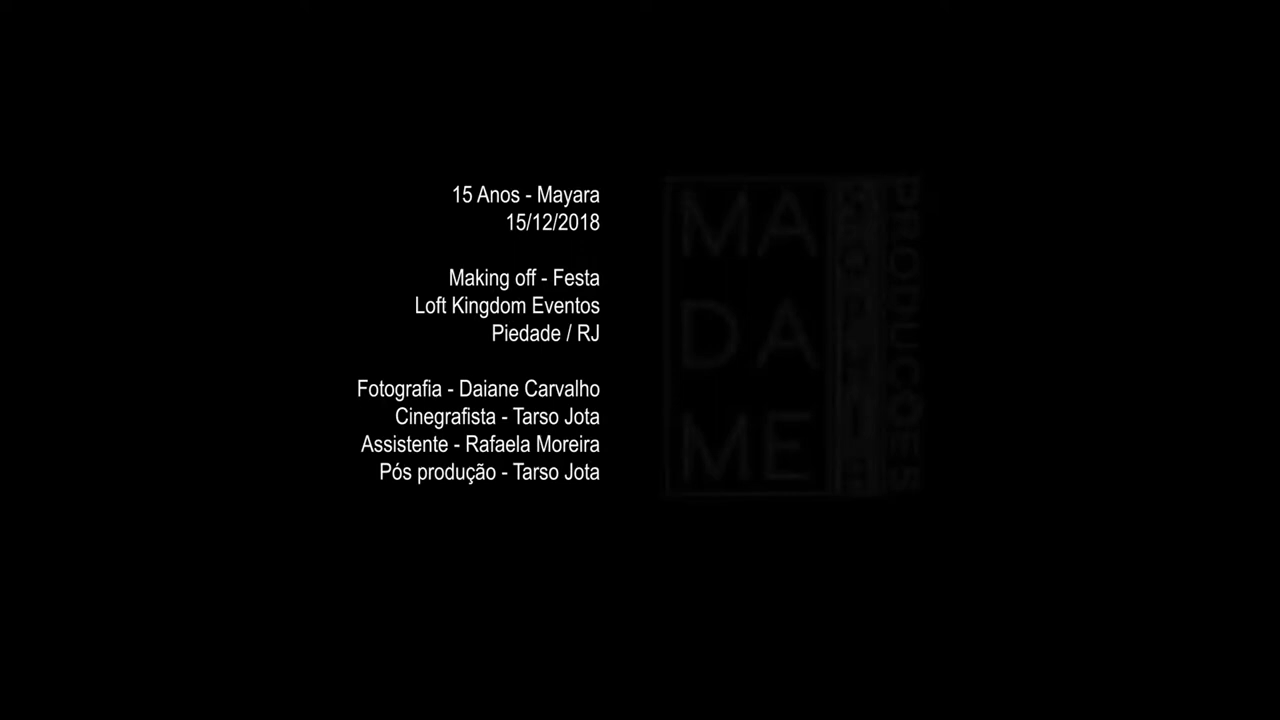 15 Anos - Mayara
15/12/2018
Making off - Festa
Loft Kingdom Eventos
Piedade / RJ
Fotografia - Daiane Carvalho
Cinegrafista - Tarso Jota
Assistente - Rafaela Moreira
Pós produção - Tarso Jota
MA
DA
ME
PRODUÇÕES